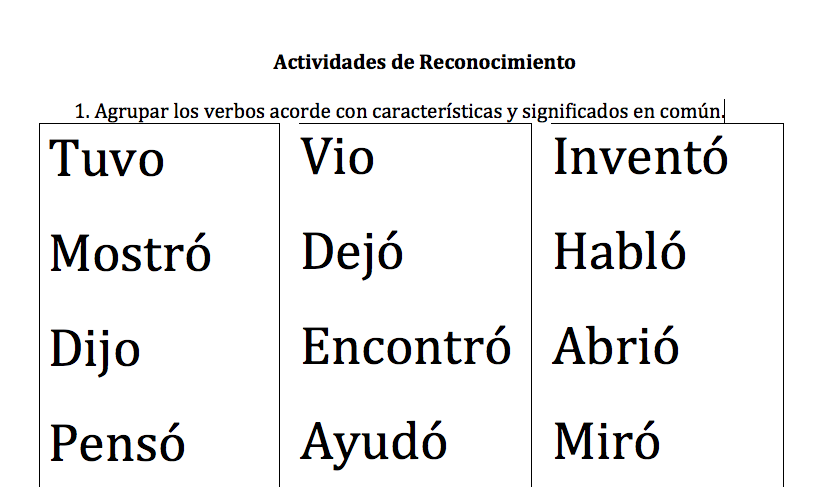 Actividades de Reconocimiento
1. Agrupar los verbos acorde con características y significados en común.
Tuvo
Vio
Inventó
Mostró
Dejó
Habló
Dijo
Encontró
Abrió
Pensó
Ayudó
Miró